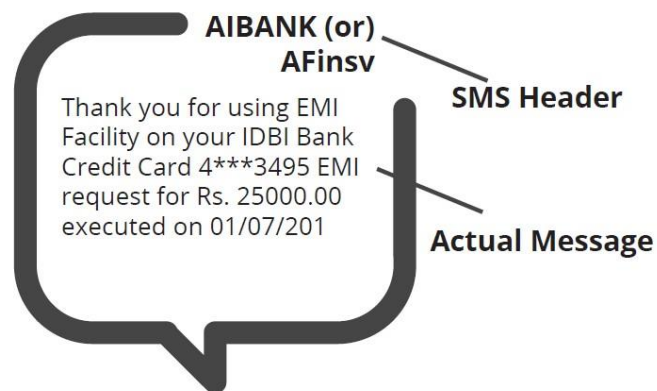 AIBANK (or)
AFinsv
SMS Header
Thank you for using EMI
Facility on your IDBI Bank
Credit Card 4***3495 EMI
request for Rs. 25000.00
executed on 01/07/201
Actual Message